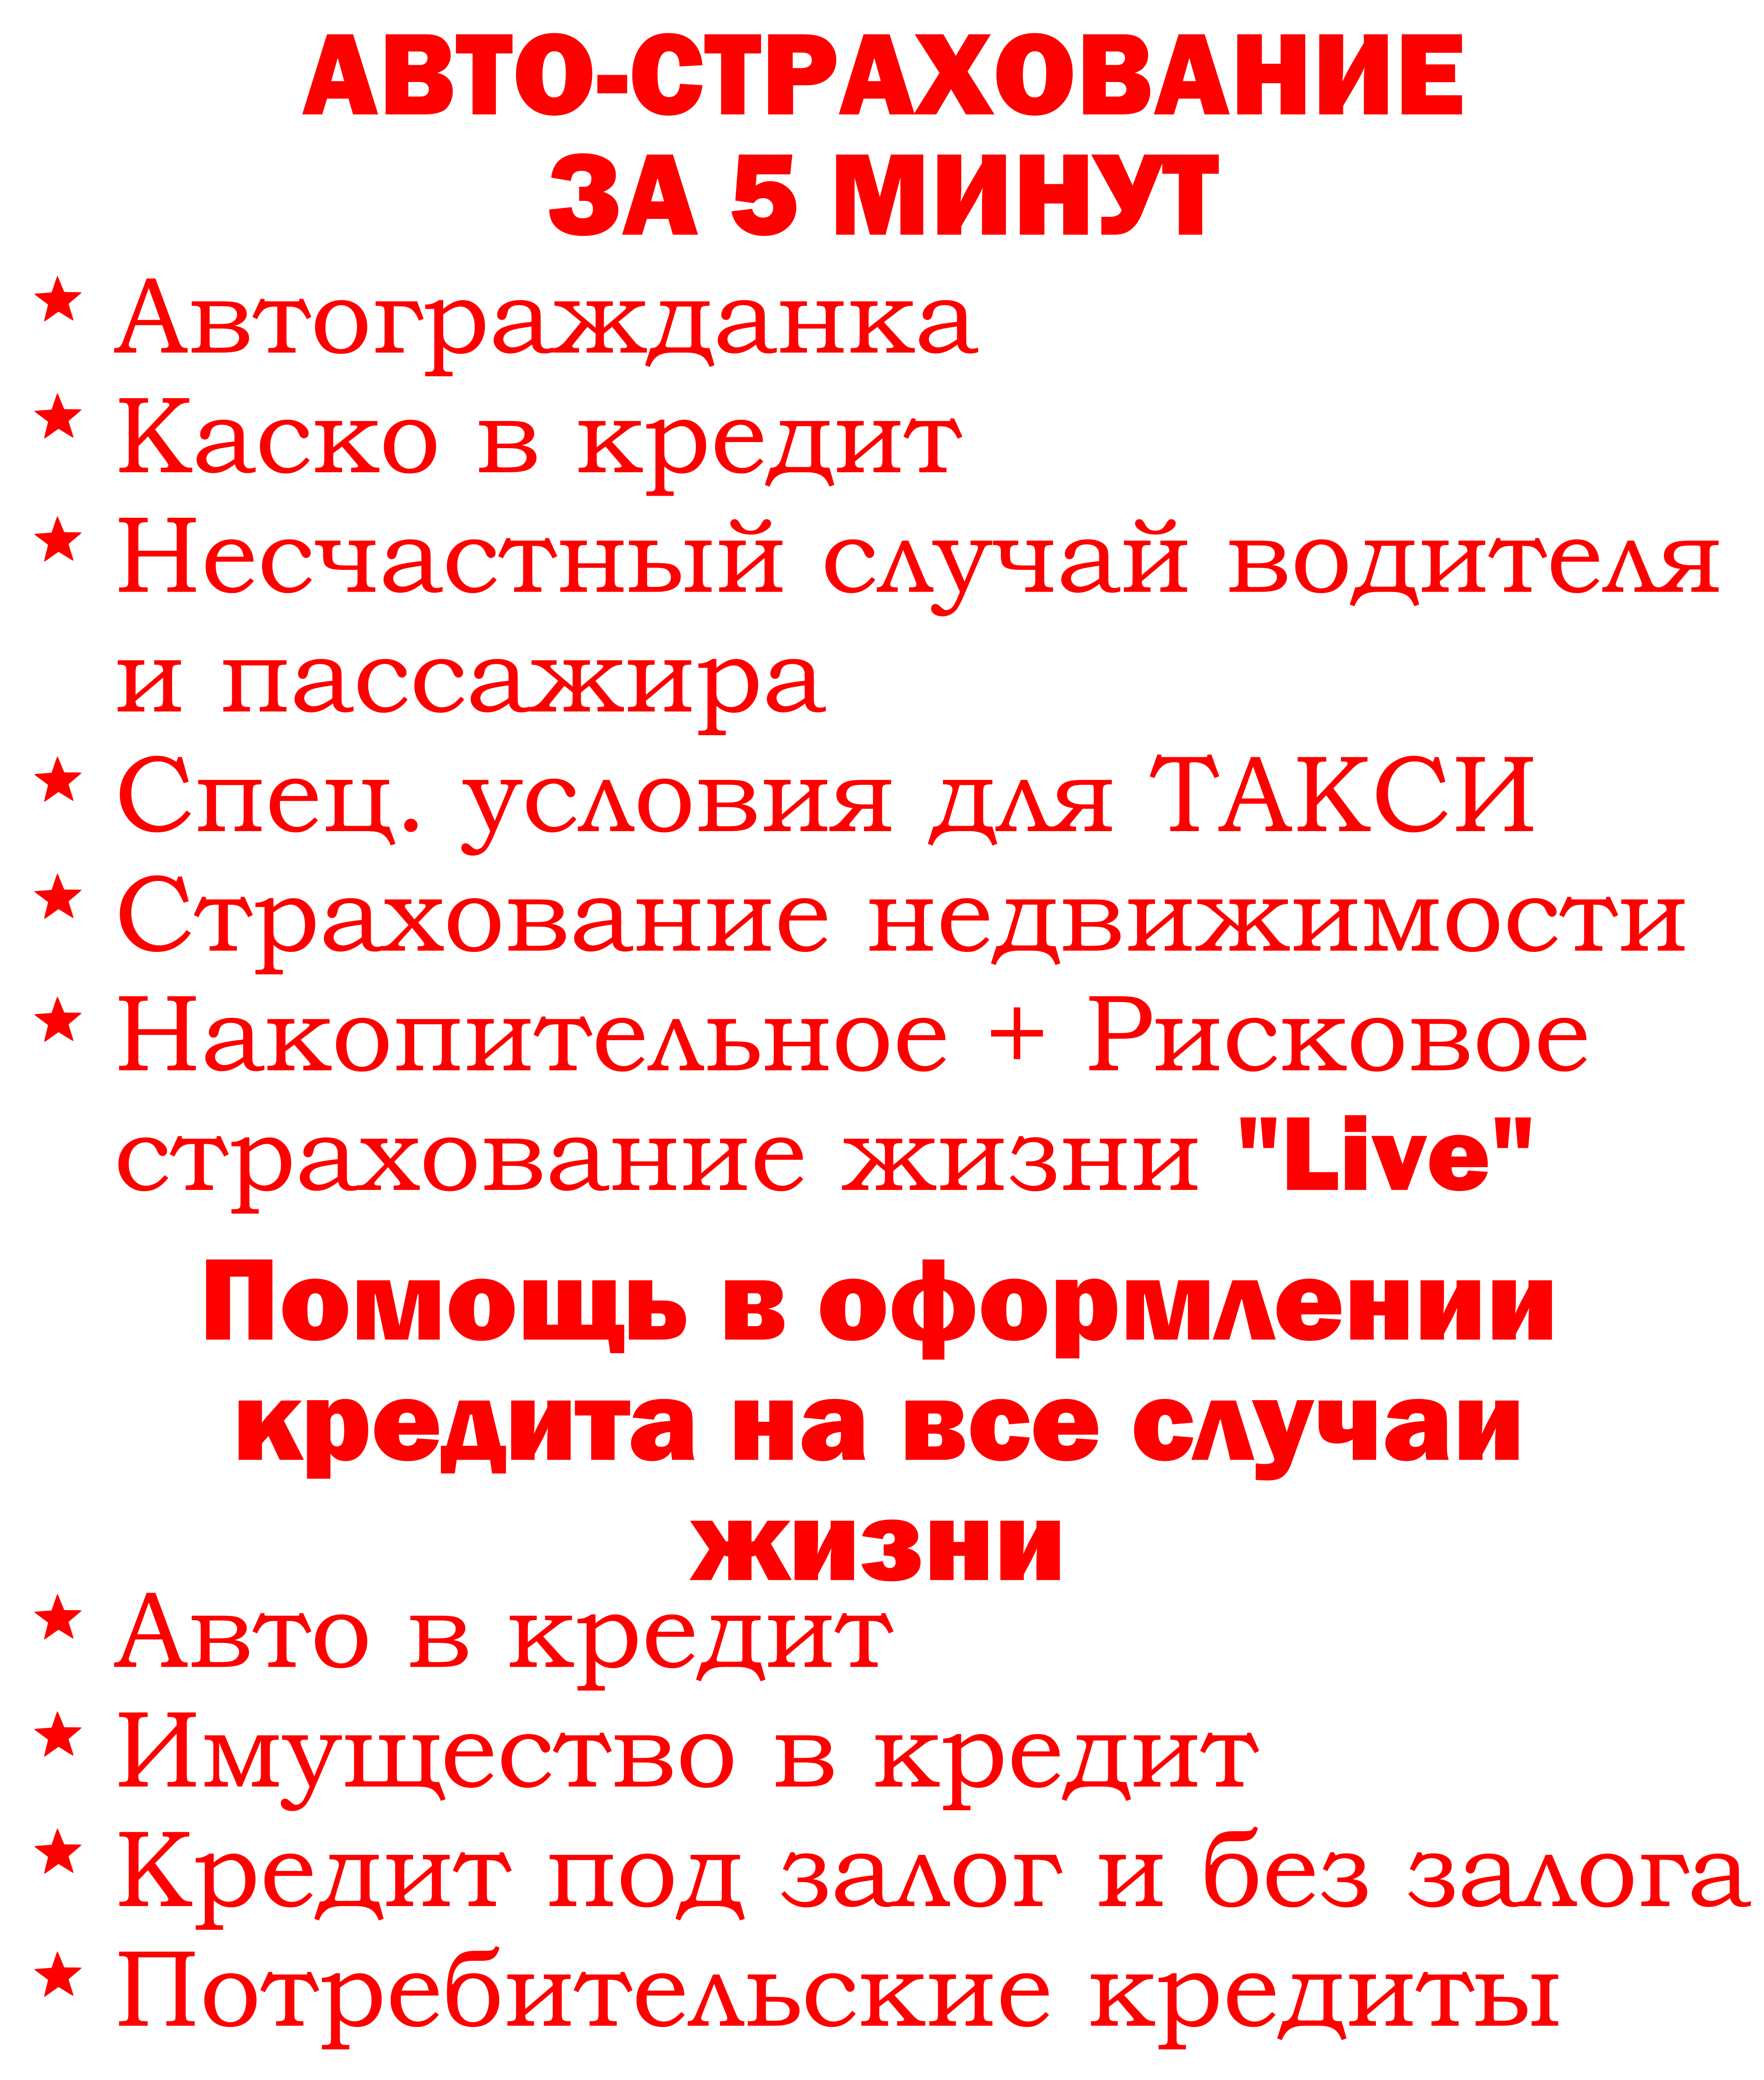 АВТО-СТРАХОВАНИЕ
ЗА 5 МИНУТ
★ Автогражданка
★ Каско в кредит
★ Несчастный случай водителя
и пассажира
★ Спец. условия для ТАКСИ
★ Страхование недвижимости
★ Накопительное + Рисковое
страхование жизни "Live"
Помощь в оформлении
кредита на все случаи
жизни
★ Авто в кредит
★ Имущество в кредит
★ Кредит под залог и без залога
★ Потребительские кредиты